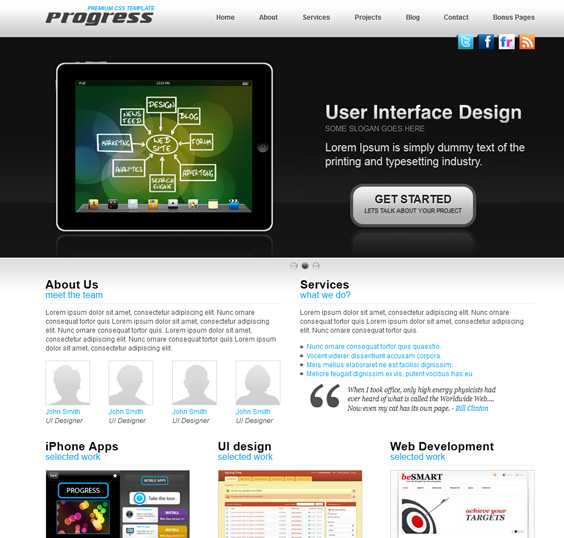 PREMIUM CSS TEMPLATE
Progress
Home About Services Projects Blog Contact Bonus Pages
DESIGN
NEWS FEED
BLOG
MARKETING
WEB SITE
FORUM
ANALYTICS
SEARCH ENGINE
ADVERTISING
User Interface Design
SOME SLOGAN GOES HERE
Lorem Ipsum is simply dummy text of the
printing and typesetting industry.
GET STARTED
LETS TALK ABOUT YOUR PROJECT
About Us
meet the team
Lorem ipsum dolor sit amet, consectetur adipiscing elit. Nunc ornare
consequat tortor quis Lorem ipsum dolor sit amet, consectetur adipiscing
elit. Nunc ornare consequat tortor quis. Lorem ipsum dolor sit amet,
consectetur adipiscing elit. Nunc ornare consequat tortor quis Lorem ipsum
dolor sit amet, consectetur adipiscing elit.
John Smith John Smith John Smith John Smith
UI Designer UI Designer UI Designer UI Designer
Services
what we do?
Lorem ipsum dolor sit amet, consectetur adipiscing elit. Nunc ornare
consequat tortor quis Lorem ipsum dolor sit amet, consectetur adipiscing
elit. Nunc ornare consequat tortor quis.
Nunc ornare consequat tortor quis quaestio.
Vocent viderer dissentiunt accusam corpora.
Meis melius elaboraret ne est facilisi dignissim.
Meliore feugait dignissim ex vis, putent vocibus has eu.
When I took office, only high energy physicists had
ever heard of what is called the Worldwide Web....
Now even my cat has its own page. - Bill Clinton
iPhone Apps
selected work
PROGRESS
MOBILE APPS
Take the tour
INSTALL
INSTALL
UI design
selected work
Web Development
selected work
beSMART
achieve your
TARGETS